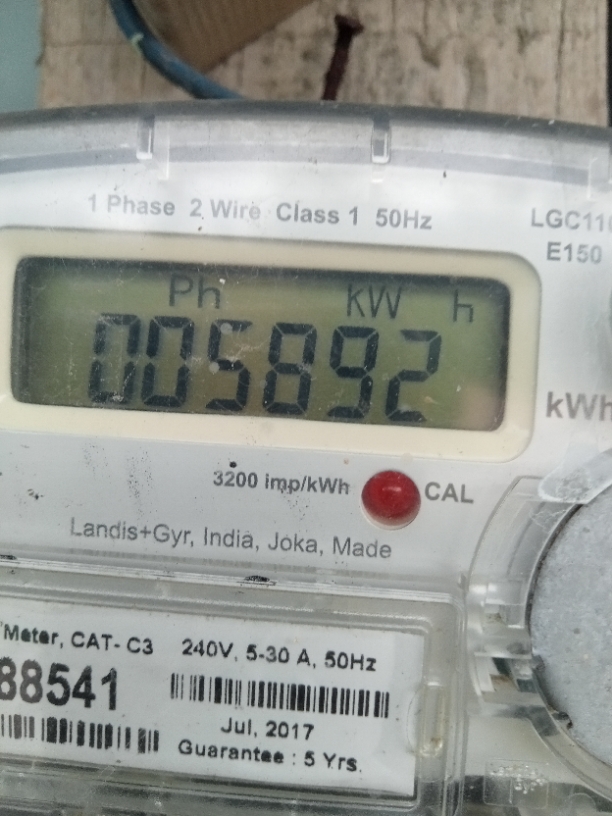 1 Phase 2 Wire Class 1 50Hz
LGC110
E150
Ph kW h
005892
kWh
3200 imp/kWh CAL
Landis+Gyr, India, Joka, Made
Meter, CAT- C3 240V, 5-30 A, 50Hz
88541
Jul, 2017
Guarantee : 5 Yrs.